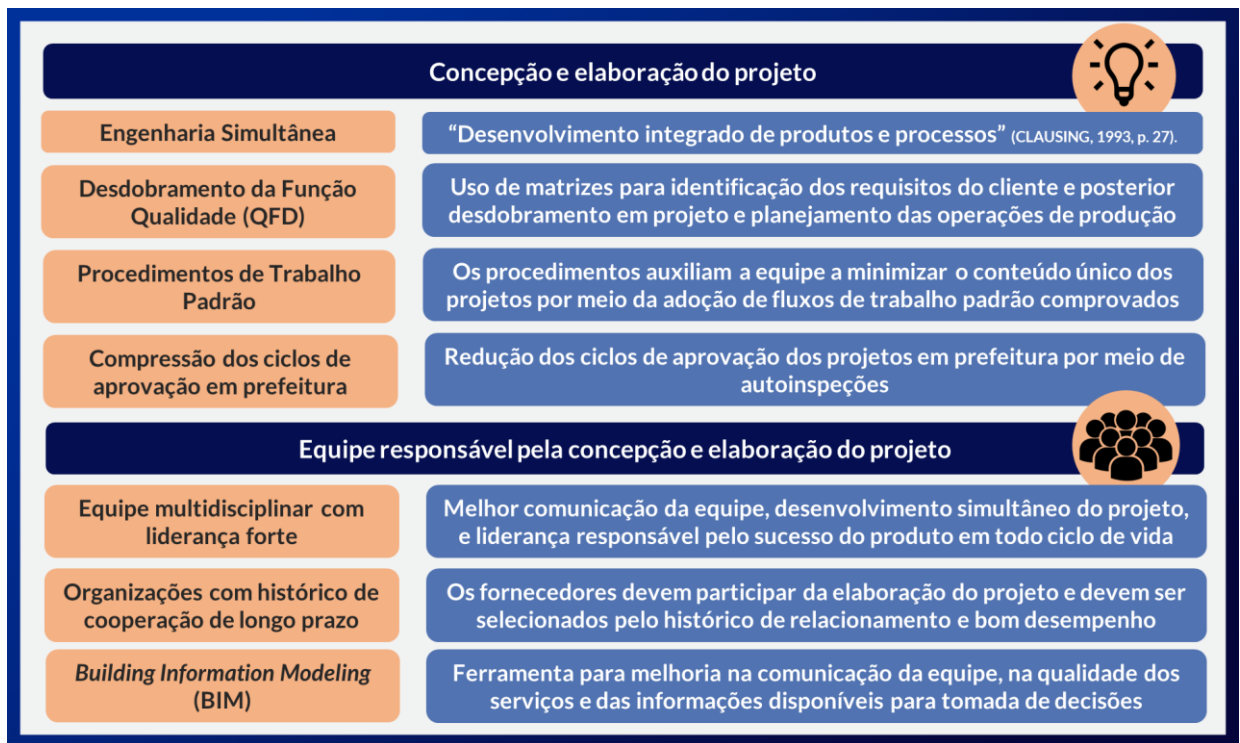 Concepção e elaboração do projeto
Engenharia Simultânea
“Desenvolvimento integrado de produtos e processos” (CLAUSING, 1993, p. 27).
Desdobramento da Função
Qualidade (QFD)
Uso de matrizes para identificação dos requisitos do cliente e posterior
desdobramento em projeto e planejamento das operações de produção
Procedimentos de Trabalho
Padrão
Os procedimentos auxiliam a equipe a minimizar o conteúdo único dos
projetos por meio da adoção de fluxos de trabalho padrão comprovados
Compressão dos ciclos de
aprovação em prefeitura
Redução dos ciclos de aprovação dos projetos em prefeitura por meio de
autoinspeções
Equipe responsável pela concepção e elaboração do projeto
Equipe multidisciplinar com
liderança forte
Melhor comunicação da equipe, desenvolvimento simultâneo do projeto,
e liderança responsável pelo sucesso do produto em todo ciclo de vida
Organizações com histórico de
cooperação de longo prazo
Os fornecedores devem participar da elaboração do projeto e devem ser
selecionados pelo histórico de relacionamento e bom desempenho
Building Information Modeling
(BIM)
Ferramenta para melhoria na comunicação da equipe, na qualidade dos
serviços e das informações disponíveis para tomada de decisões